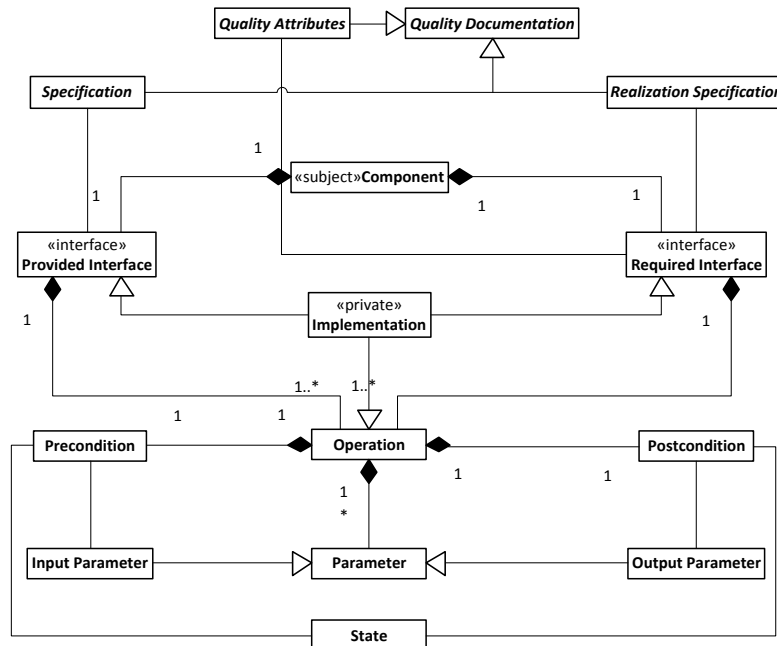 Quality Attributes
Quality Documentation
Specification
Realization Specification
1
«subject»Component
1
1
1
«interface»
Provided Interface
«interface»
Required Interface
«private»
Implementation
1
1
1..*
1..*
1
1
Precondition
Operation
Postcondition
1
1
1
*
Input Parameter
Parameter
Output Parameter
State